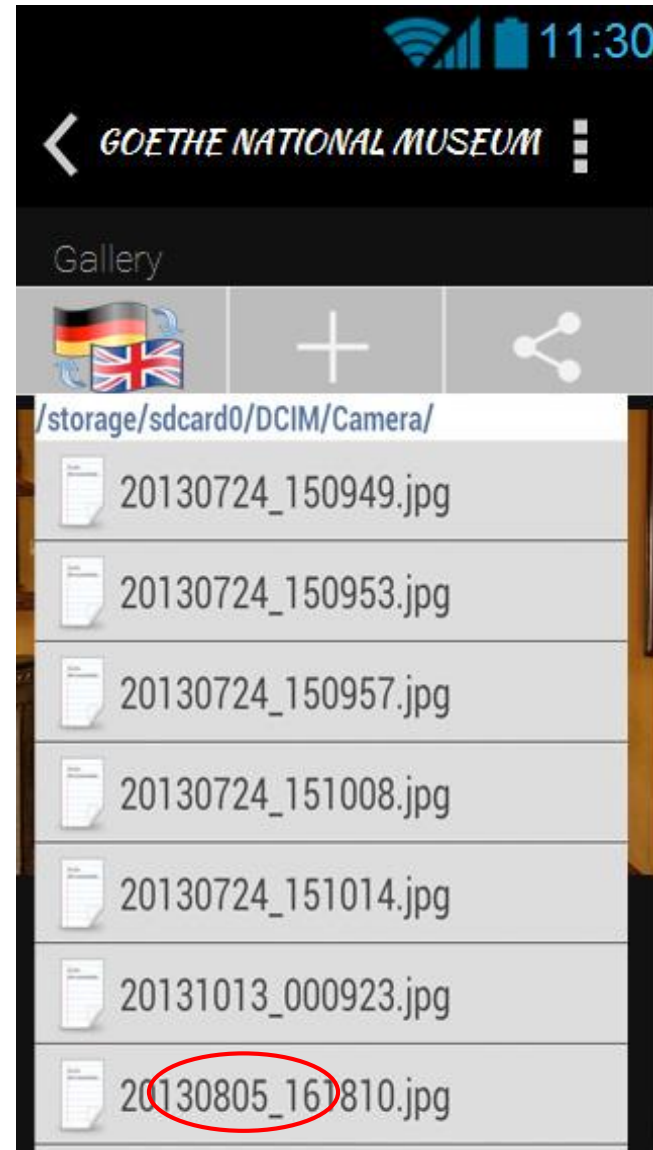 11:30
GOETHE NATIONAL MUSEUM
Gallery
/storage/sdcard0/DCIM/Camera/
20130724_150949.jpg
20130724_150953.jpg
20130724_150957.jpg
20130724_151008.jpg
20130724_151014.jpg
20131013_000923.jpg
20130805_161810.jpg